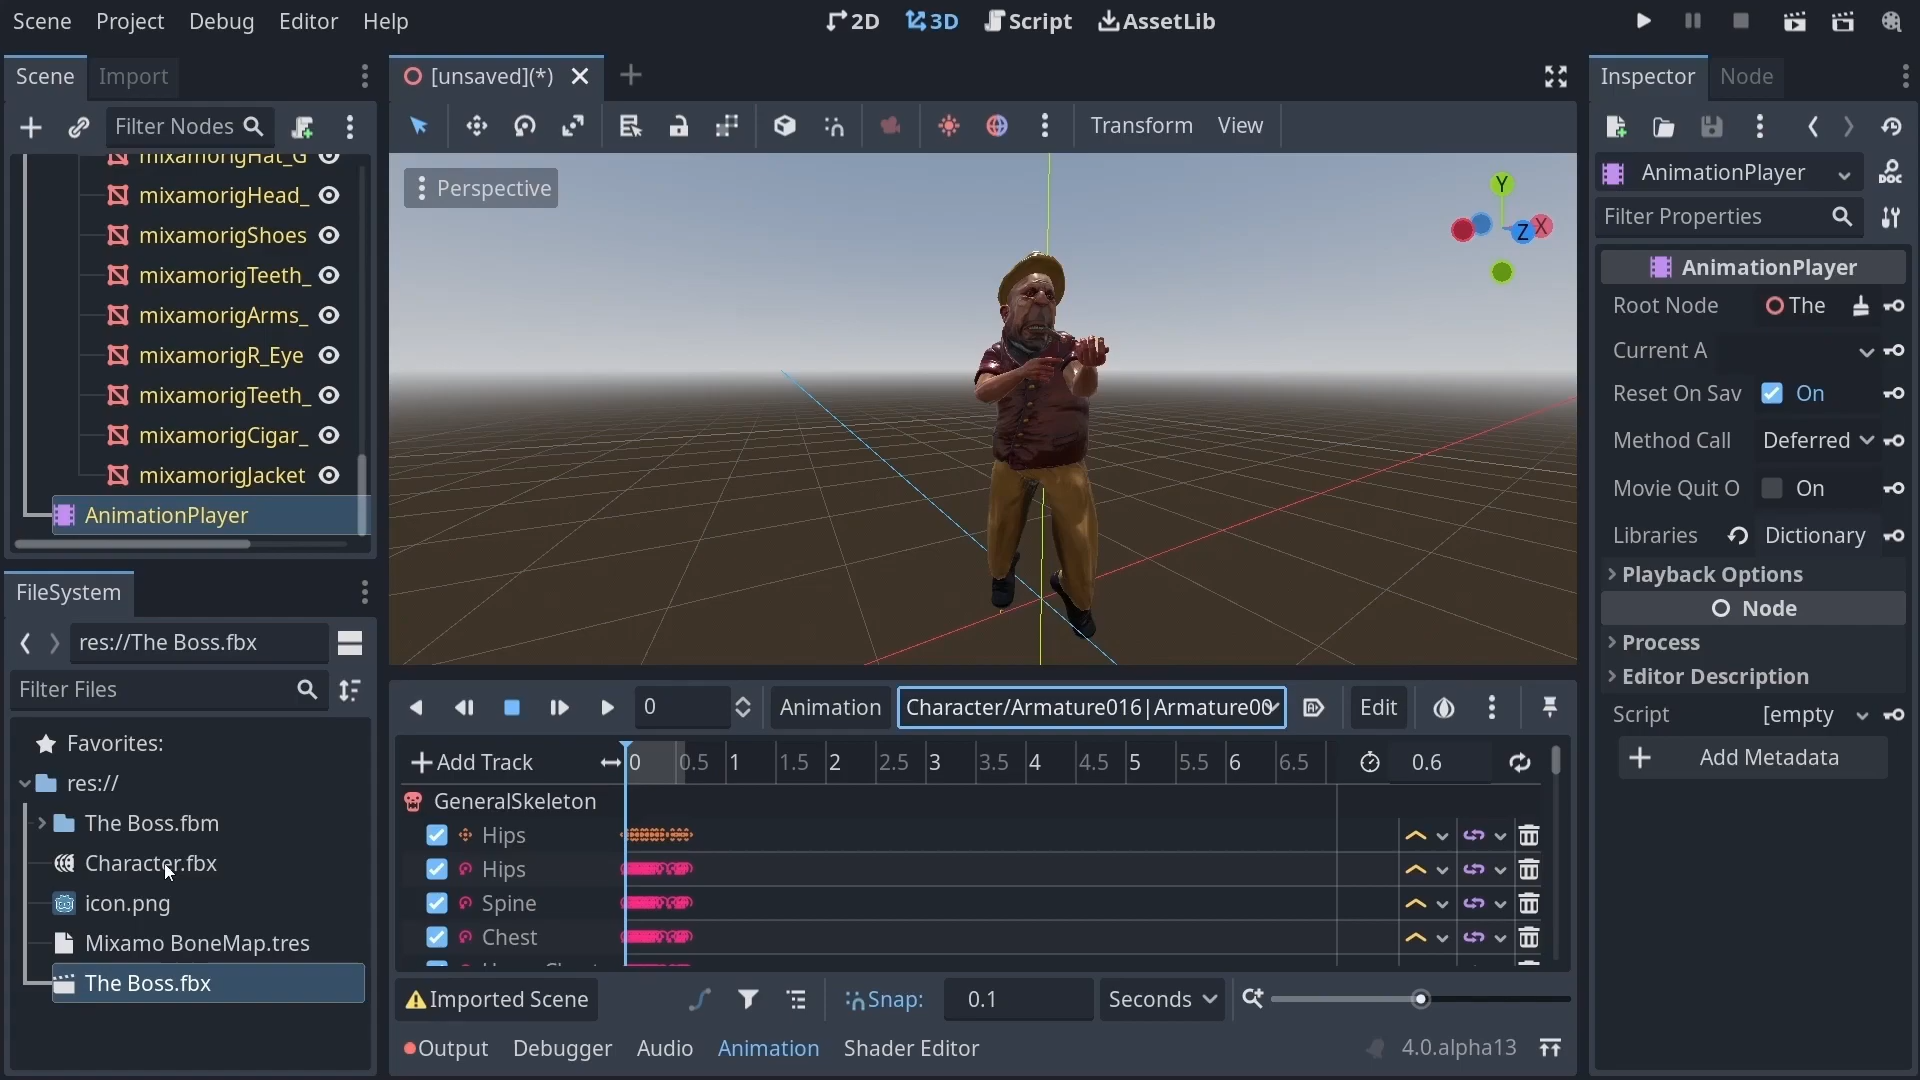 Scene Project Debug Editor Help
2D 3D Script AssetLib
Scene Import
[unsaved](*)
Inspector Node
Filter Nodes
Transform View
mixamorigHat_G
mixamorigHead_
mixamorigShoes
mixamorigTeeth_
mixamorigArms_
mixamorigR_Eye
mixamorigTeeth_
mixamorigCigar_
mixamorigJacket
AnimationPlayer
Perspective
Y
Z X
AnimationPlayer
DOC
Filter Properties
AnimationPlayer
Root Node The
Current A
Reset On Sav On
Method Call Deferred
Movie Quit O On
Libraries Dictionary
Playback Options
Node
Process
Editor Description
Script [empty
Add Metadata
FileSystem
res://The Boss.fbx
Filter Files
Favorites:
res://
The Boss.fbm
Character.fbx
icon.png
Mixamo BoneMap.tres
The Boss.fbx
0 Animation Character/Armature016|Armature00 Edit
Add Track 0 0.5 1 1.5 2 2.5 3 3.5 4 4.5 5 5.5 6 6.5 0.6
GeneralSkeleton
Hips
Hips
Spine
Chest
Imported Scene Snap: 0.1 Seconds
Output Debugger Audio Animation Shader Editor 4.0.alpha13